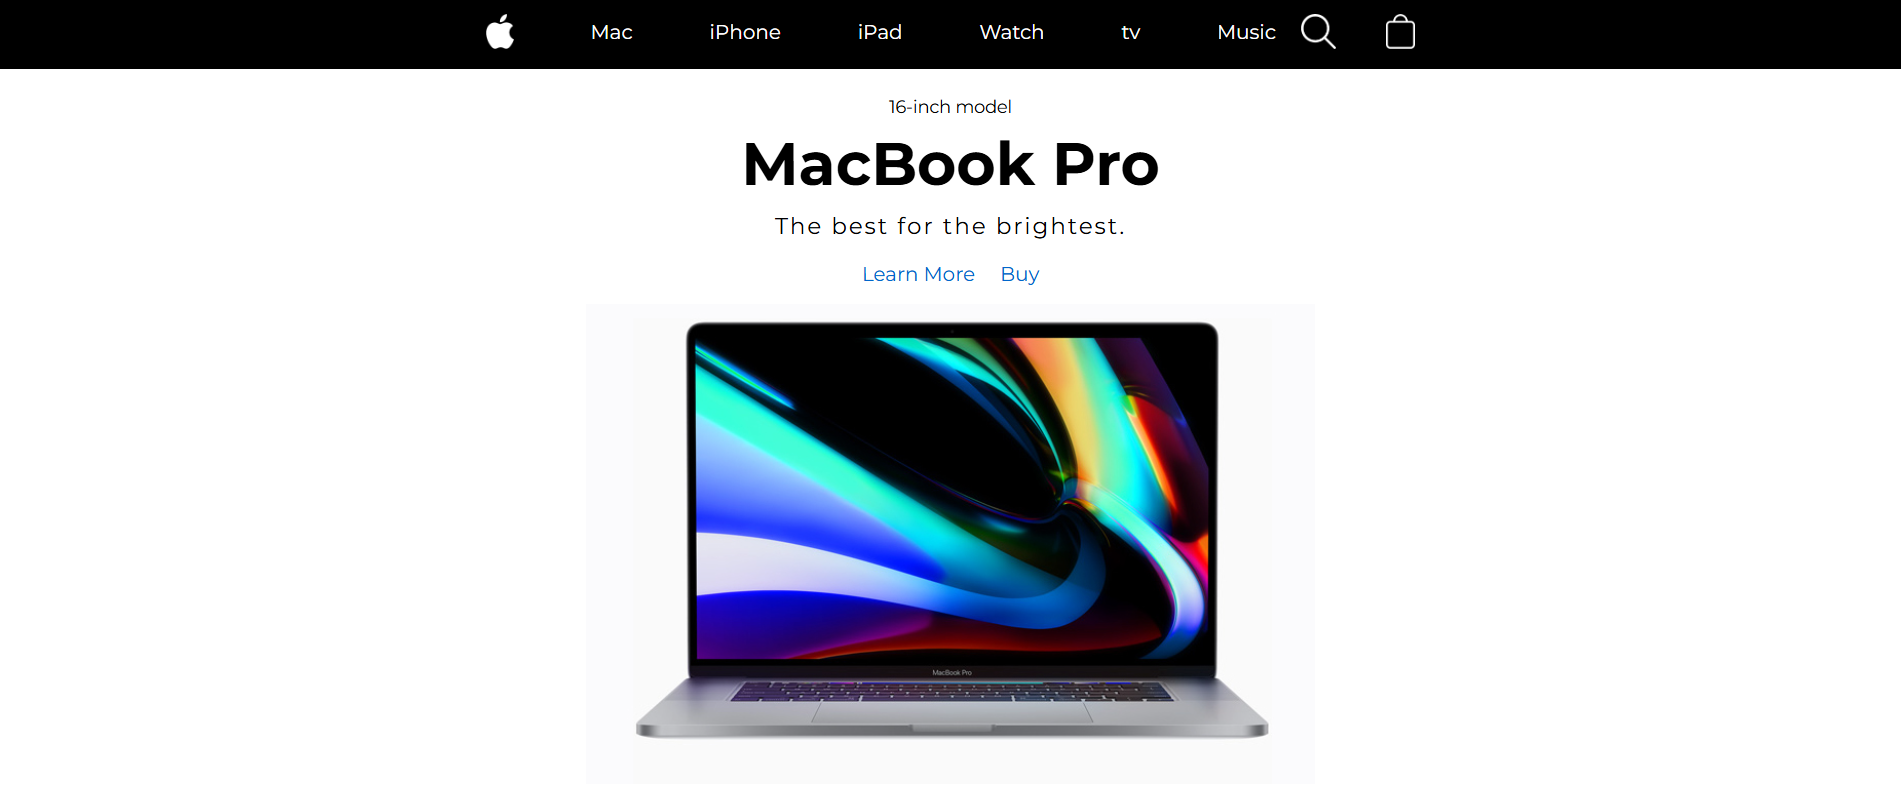 Mac iPhone iPad Watch tv Music
16-inch model
MacBook Pro
The best for the brightest.
Learn More Buy
MacBook Pro